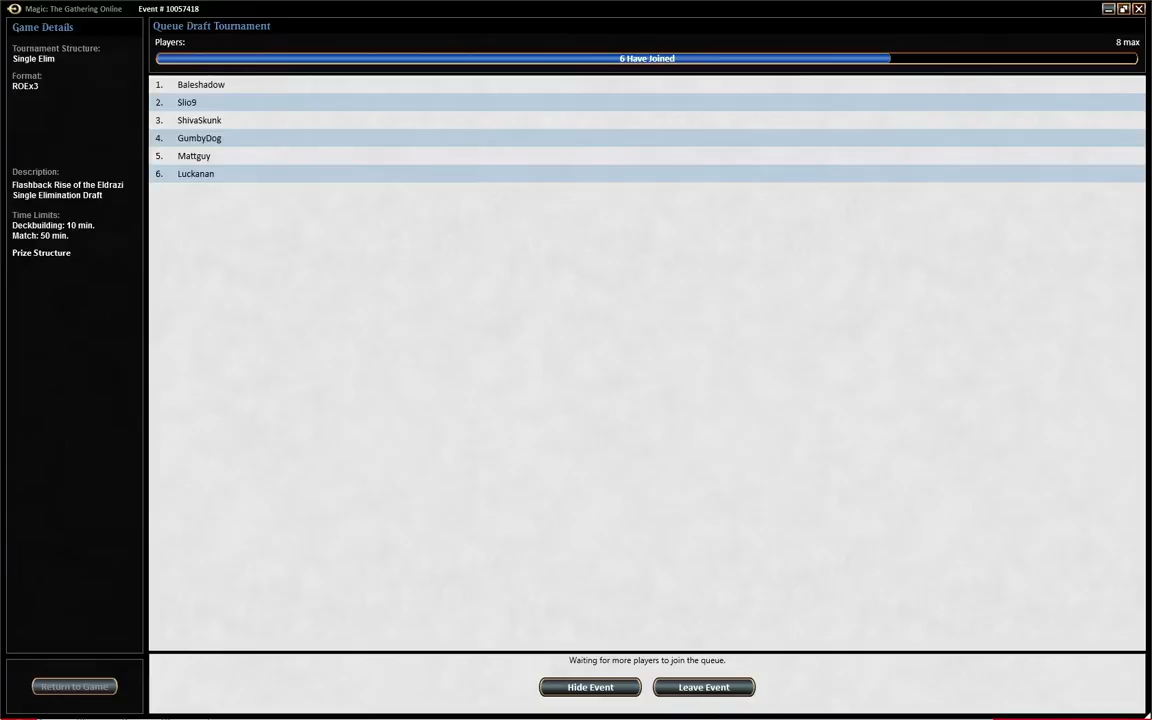 Magic: The Gathering Online Event # 10057418
Game Details
Tournament Structure:
Single Elim
Format:
ROEx3
Description:
Flashback Rise of the Eldrazi
Single Elimination Draft
Time Limits:
Deckbuilding: 10 min.
Match: 50 min.
Prize Structure
Return to Game
Queue Draft Tournament
Players: 8 max
6 Have Joined
1. Baleshadow
2. Slio9
3. ShivaSkunk
4. GumbyDog
5. Mattguy
6. Luckanan
Waiting for more players to join the queue.
Hide Event Leave Event